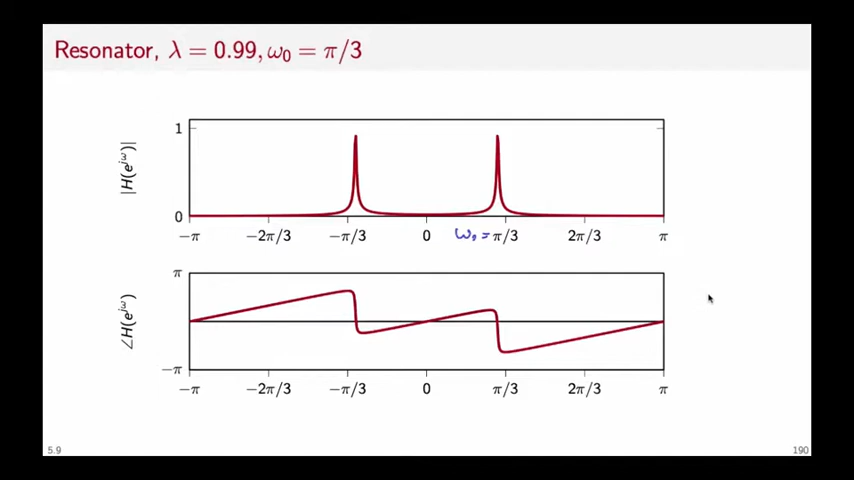 Resonator, λ = 0.99, ω₀ = π/3
|H(e^{jω})|
1
0
−π −2π/3 −π/3 0 ω₀ = π/3 2π/3 π
∠H(e^{jω})
π
−π
−π −2π/3 −π/3 0 π/3 2π/3 π
5.9 190